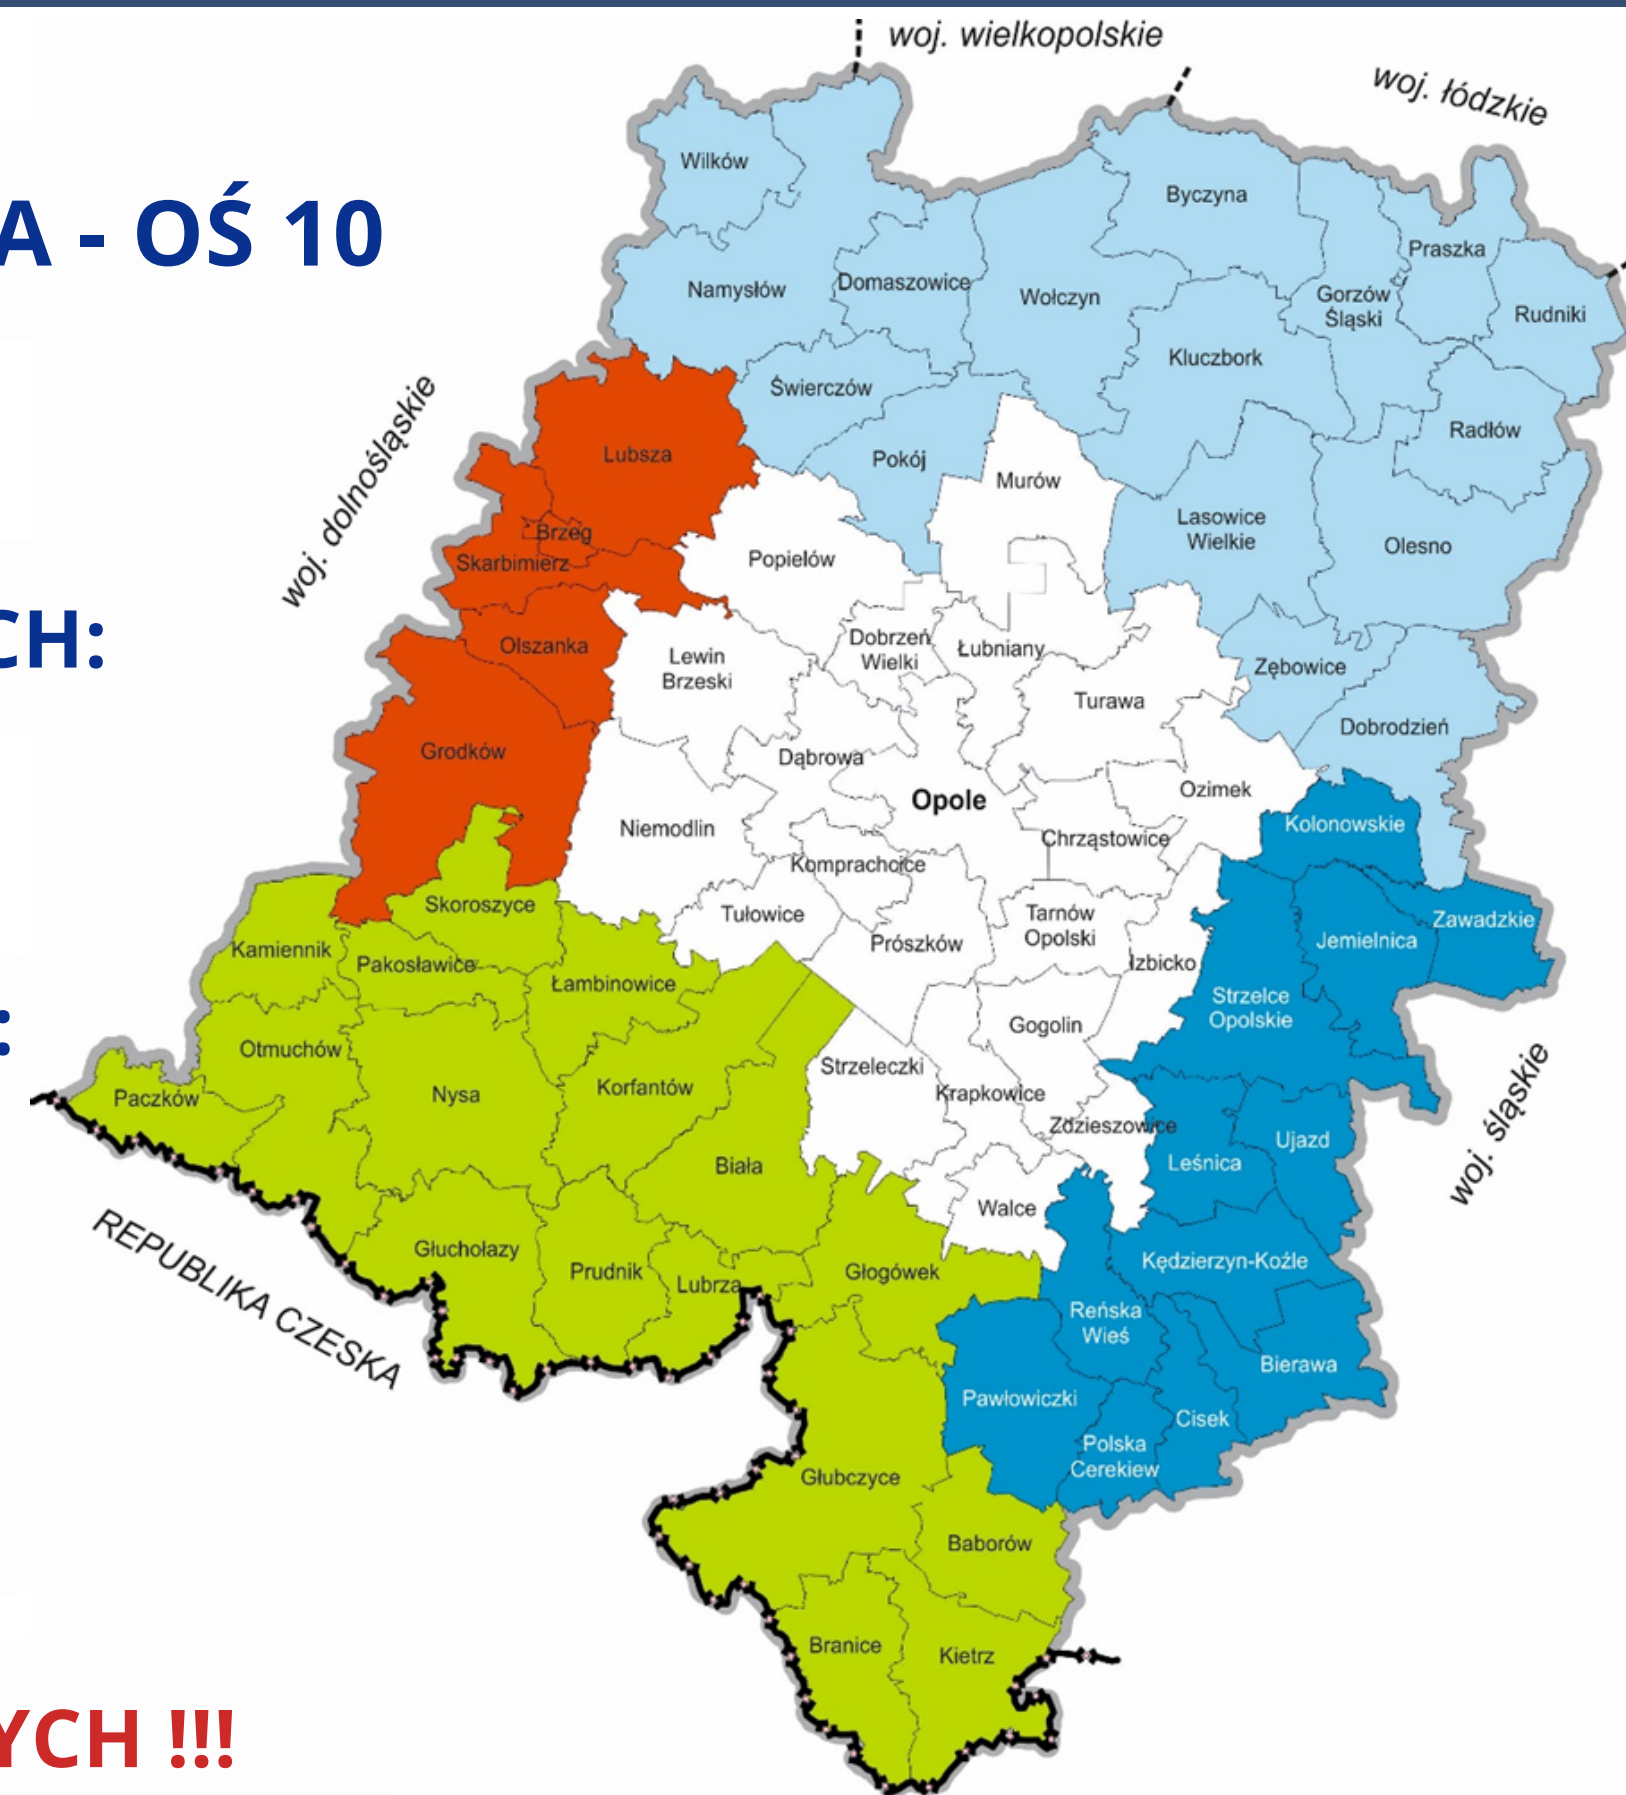 woj. wielkopolskie
woj. łódzkie
A - OŚ 10
CH:
:
YCH !!!
woj. dolnośląskie
woj. śląskie
REPUBLIKA CZESKA
Wilków
Byczyna
Praszka
Namysłów
Domaszowice
Wołczyn
Gorzów
Śląski
Rudniki
Kluczbork
Świerczów
Radłów
Lubsza
Pokój
Murów
Brzeg
Skarbimierz
Popielów
Lasowice
Wielkie
Olesno
Olszanka
Lewin
Brzeski
Dobrzeń
Wielki
Łubniany
Zębowice
Turawa
Dobrodzień
Grodków
Dąbrowa
Opole
Ozimek
Niemodlin
Chrząstowice
Kolonowskie
Komprachcice
Skoroszyce
Tułowice
Prószków
Tarnów
Opolski
Izbicko
Jemielnica
Zawadzkie
Kamiennik
Pakosławice
Łambinowice
Strzelce
Opolskie
Gogolin
Otmuchów
Strzeleczki
Paczków
Nysa
Korfantów
Krapkowice
Zdzieszowice
Ujazd
Biała
Leśnica
Walce
Głuchołazy
Prudnik
Lubrza
Głogówek
Kędzierzyn-Koźle
Reńska
Wieś
Bierawa
Pawłowiczki
Cisek
Polska
Cerekiew
Głubczyce
Baborów
Branice
Kietrz